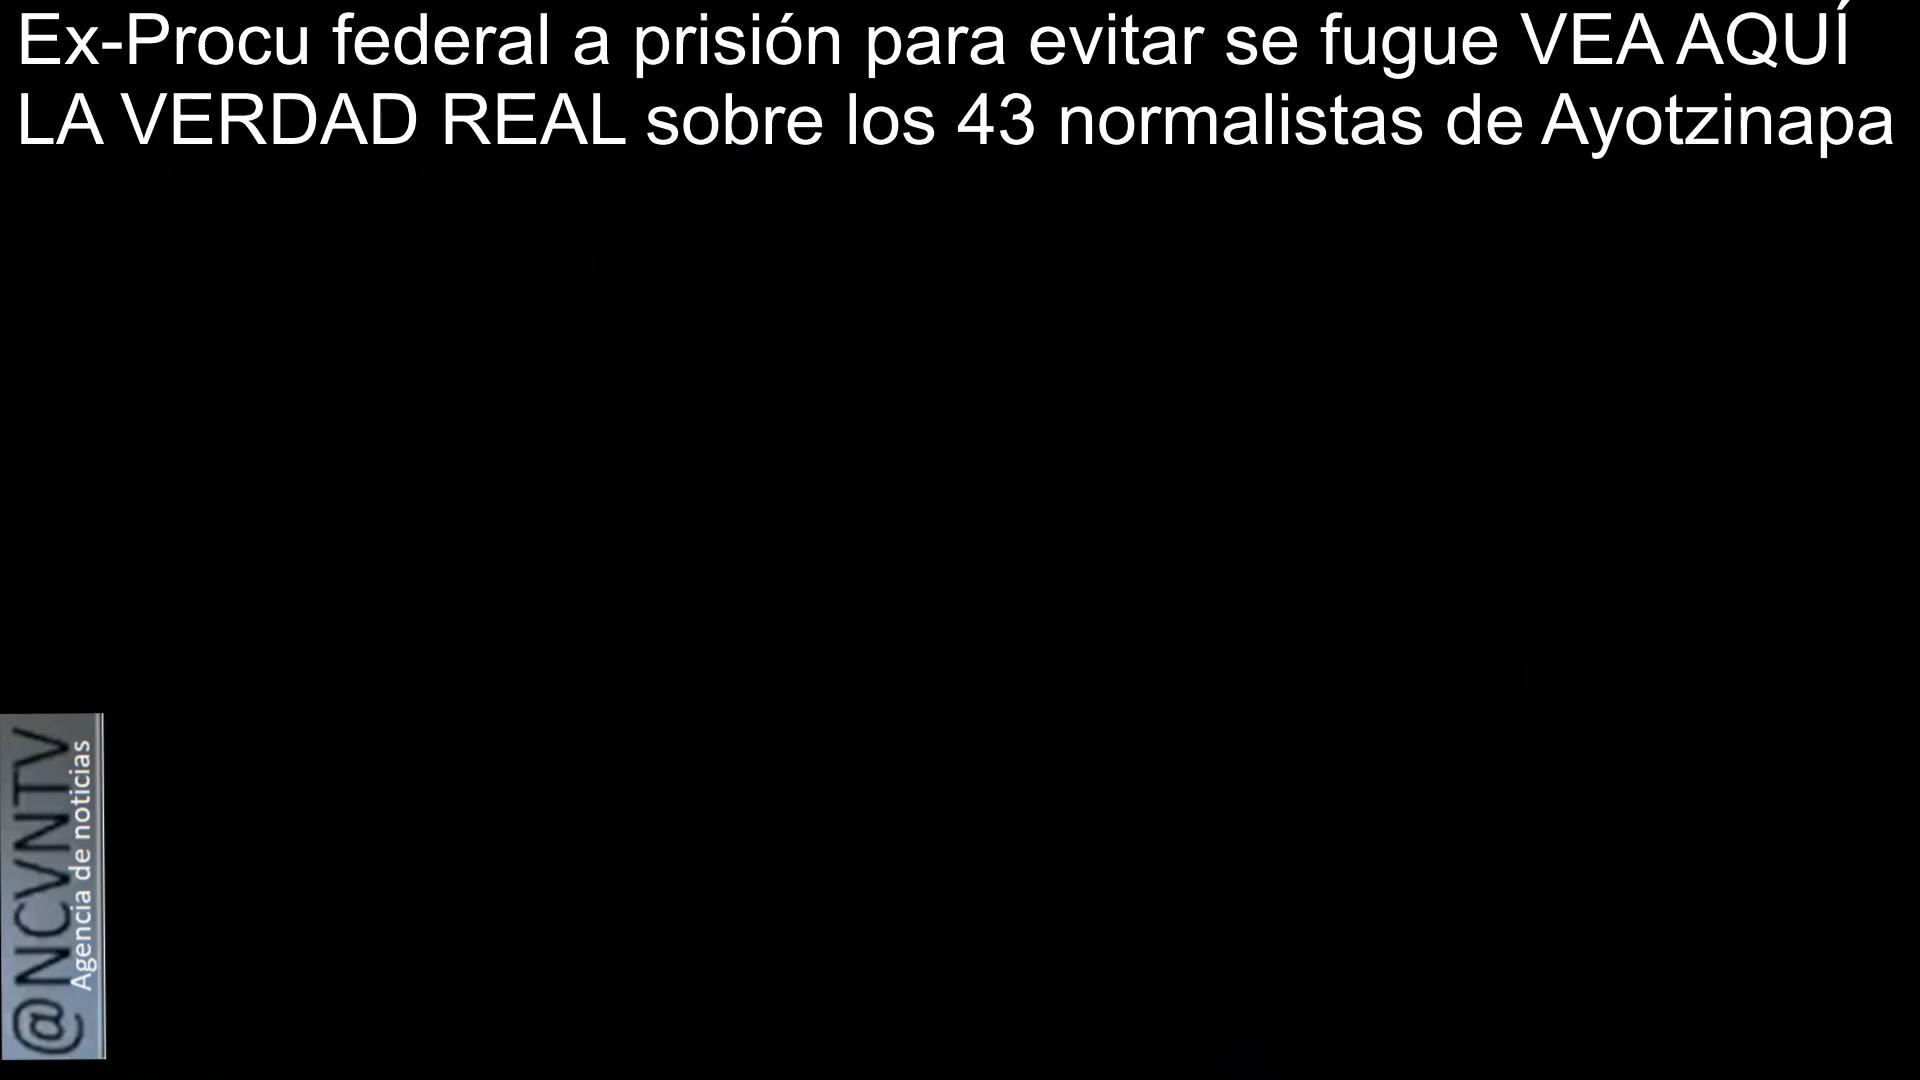 Ex-Procu federal a prisión para evitar se fugue VEA AQUÍ
LA VERDAD REAL sobre los 43 normalistas de Ayotzinapa
@NCVNTV
Agencia de noticias